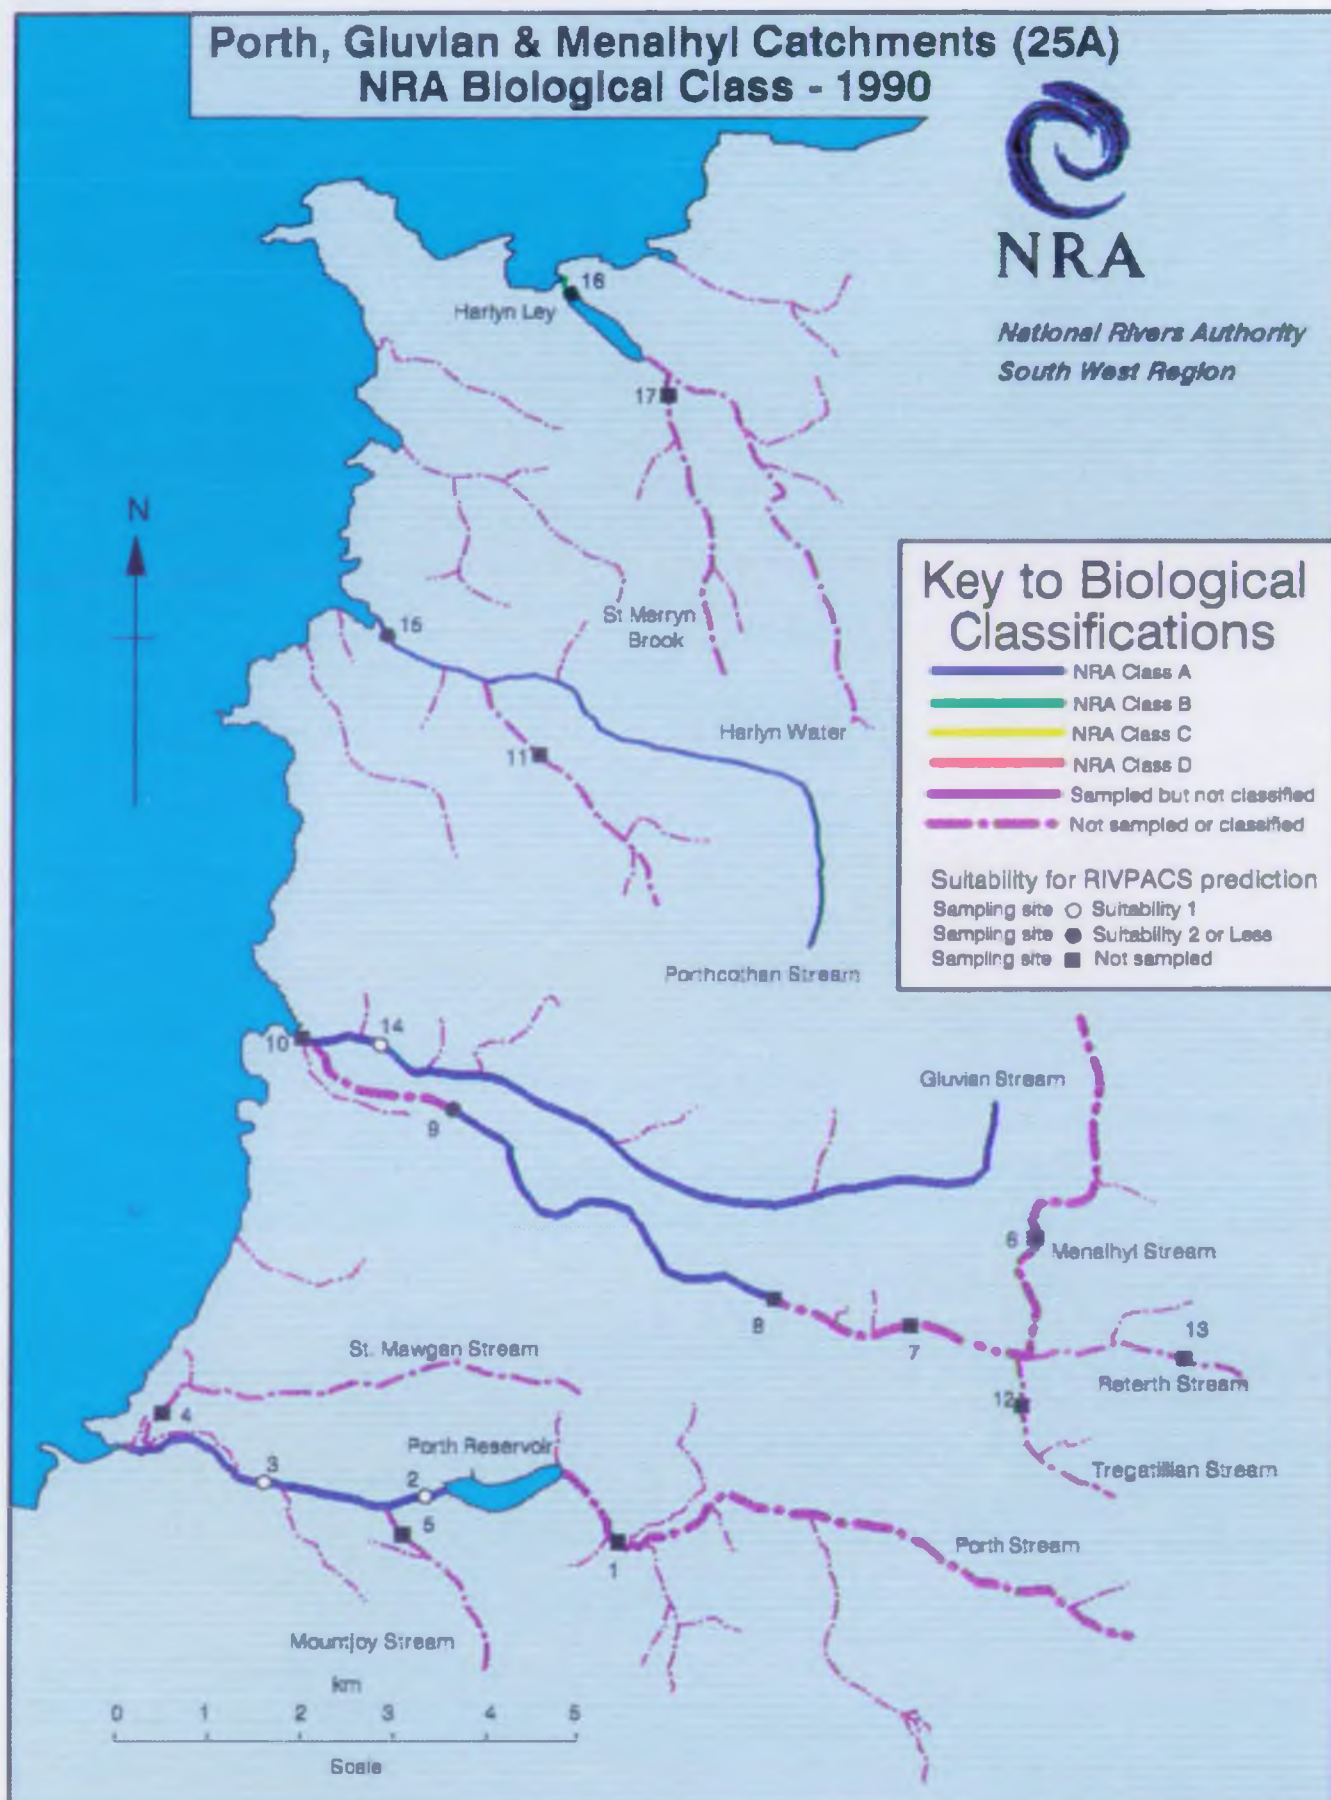 Porth, Gluvian & Menalhyl Catchments (25A)
NRA Biological Class - 1990
NRA
National Rivers Authority
South West Region
16
Harlyn Ley
17
N
St Merryn
Brook
15
Harlyn Water
11
Porthcothan Stream
Key to Biological
Classifications
NRA Class A
NRA Class B
NRA Class C
NRA Class D
Sampled but not classified
Not sampled or classified
Suitability for RIVPACS prediction
Sampling site Suitability 1
Sampling site Suitability 2 or Less
Sampling site Not sampled
10
14
9
Gluvian Stream
6
Menalhyl Stream
8
7
13
Reterth Stream
12
Tregatillian Stream
St. Mawgan Stream
4
Porth Reservoir
3
2
5
1
Porth Stream
Mountjoy Stream
km
0 1 2 3 4 5
Scale